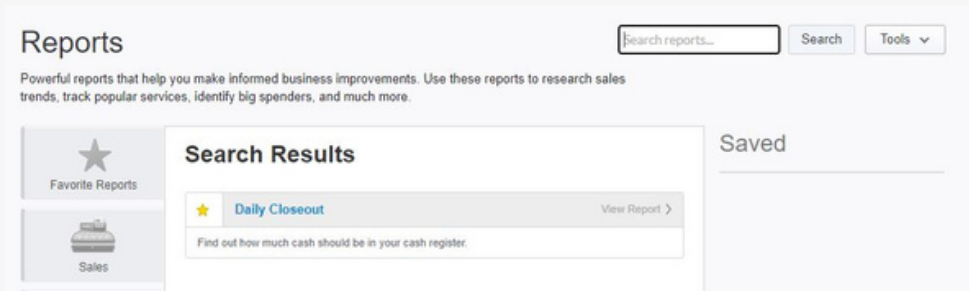 Reports
Search reports...
Search
Tools
Powerful reports that help you make informed business improvements. Use these reports to research sales
trends, track popular services, identify big spenders, and much more.
Favorite Reports
Sales
Search Results
Daily Closeout
View Report
Find out how much cash should be in your cash register.
Saved